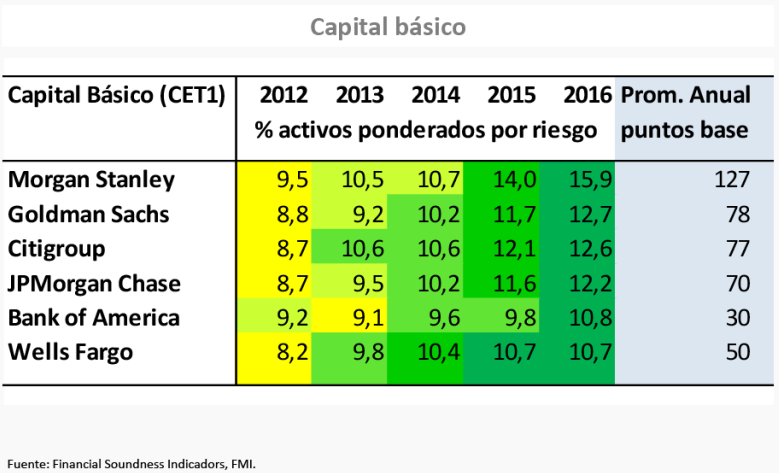 Capital básico
Capital Básico (CET1) 2012 2013 2014 2015 2016 Prom. Anual
% activos ponderados por riesgo puntos base
Morgan Stanley 9,5 10,5 10,7 14,0 15,9 127
Goldman Sachs 8,8 9,2 10,2 11,7 12,7 78
Citigroup 8,7 10,6 10,6 12,1 12,6 77
JPMorgan Chase 8,7 9,5 10,2 11,6 12,2 70
Bank of America 9,2 9,1 9,6 9,8 10,8 30
Wells Fargo 8,2 9,8 10,4 10,7 10,7 50
Fuente: Financial Soundness Indicadors, FMI.